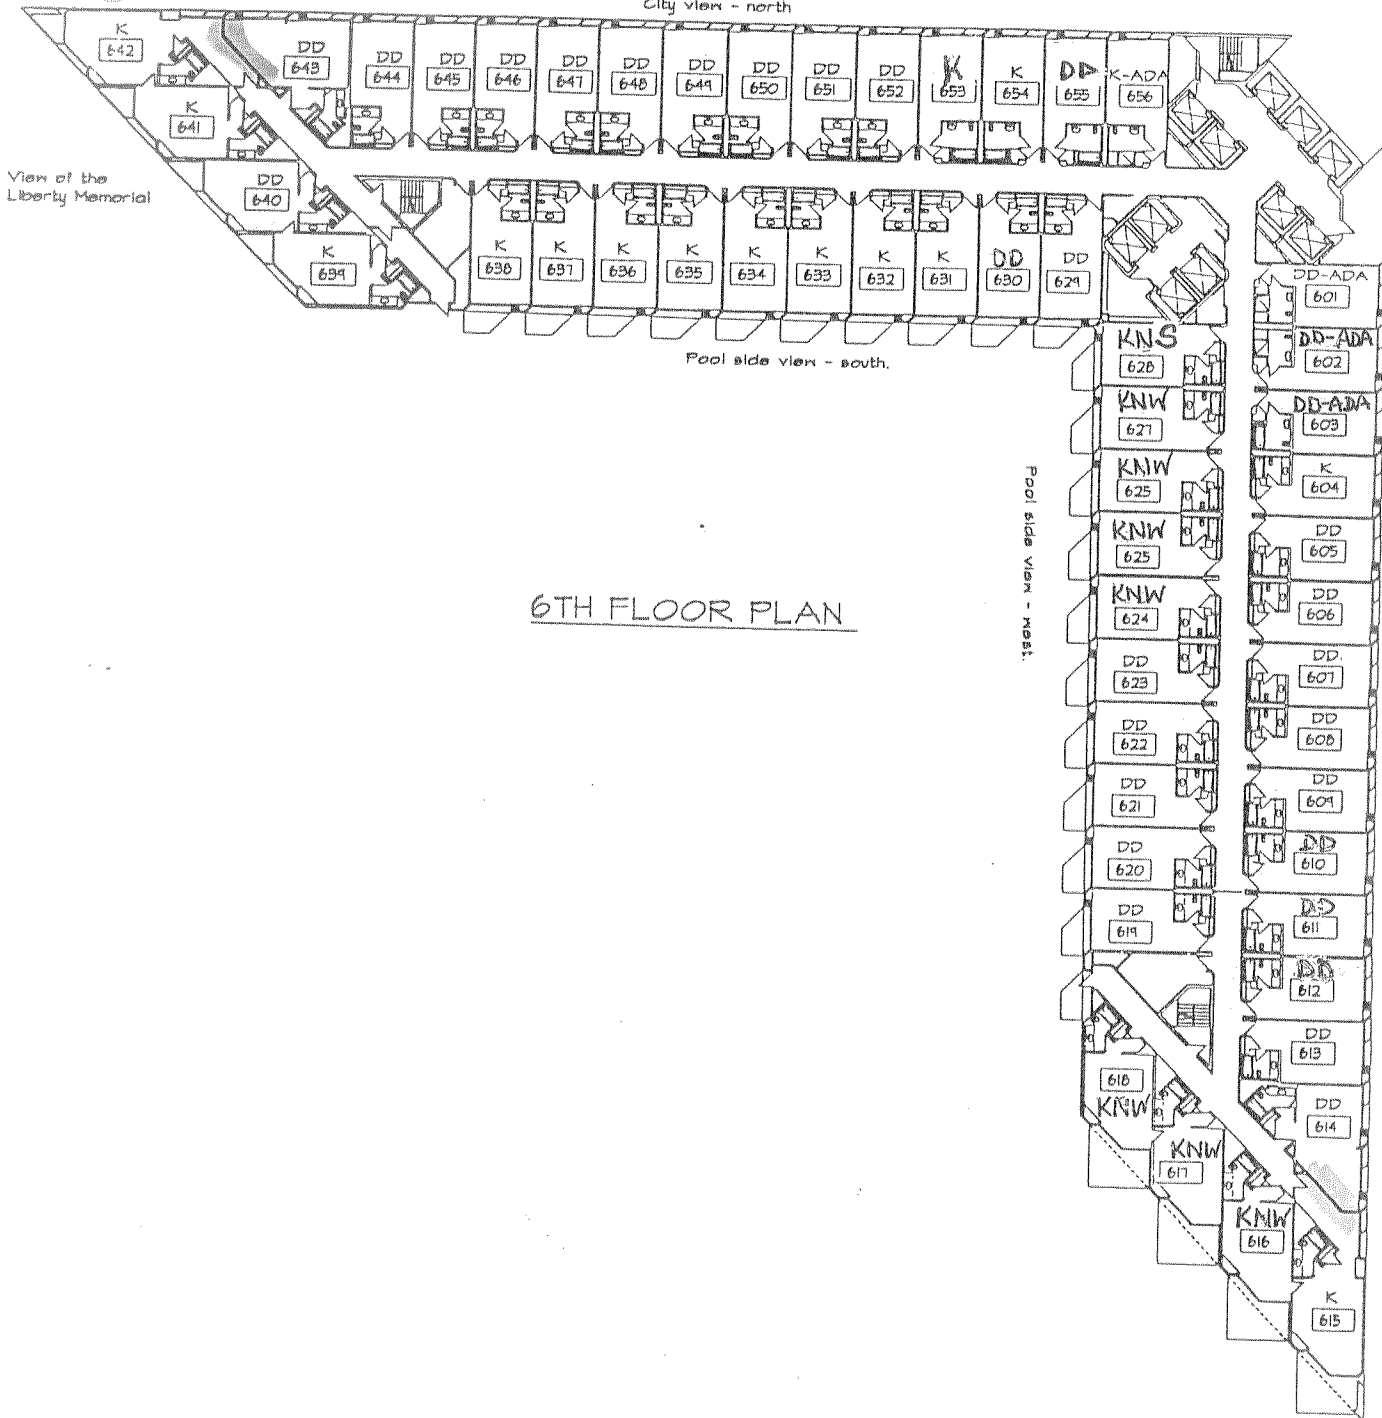 City view - north
K
642
DD
643
DD
644
DD
645
DD
646
DD
647
DD
648
DD
649
DD
650
DD
651
DD
652
K
653
K
654
DD
655
K-ADA
656
K
641
View of the
Liberty Memorial
DD
640
K
639
K
638
K
637
K
636
K
635
K
634
K
633
K
632
K
631
DD
630
DD
629
Pool side view - south.
DD-ADA
601
KNS
628
DD-ADA
602
KNW
627
DD-ADA
603
KNW
625
K
604
KNW
625
DD
605
KNW
624
DD
606
Pool side view - west.
6TH FLOOR PLAN
DD
623
DD
607
DD
622
DD
608
DD
621
DD
609
DD
620
DD
610
DD
619
DD
611
DD
612
DD
613
618
KNW
DD
614
KNW
617
KNW
616
K
615